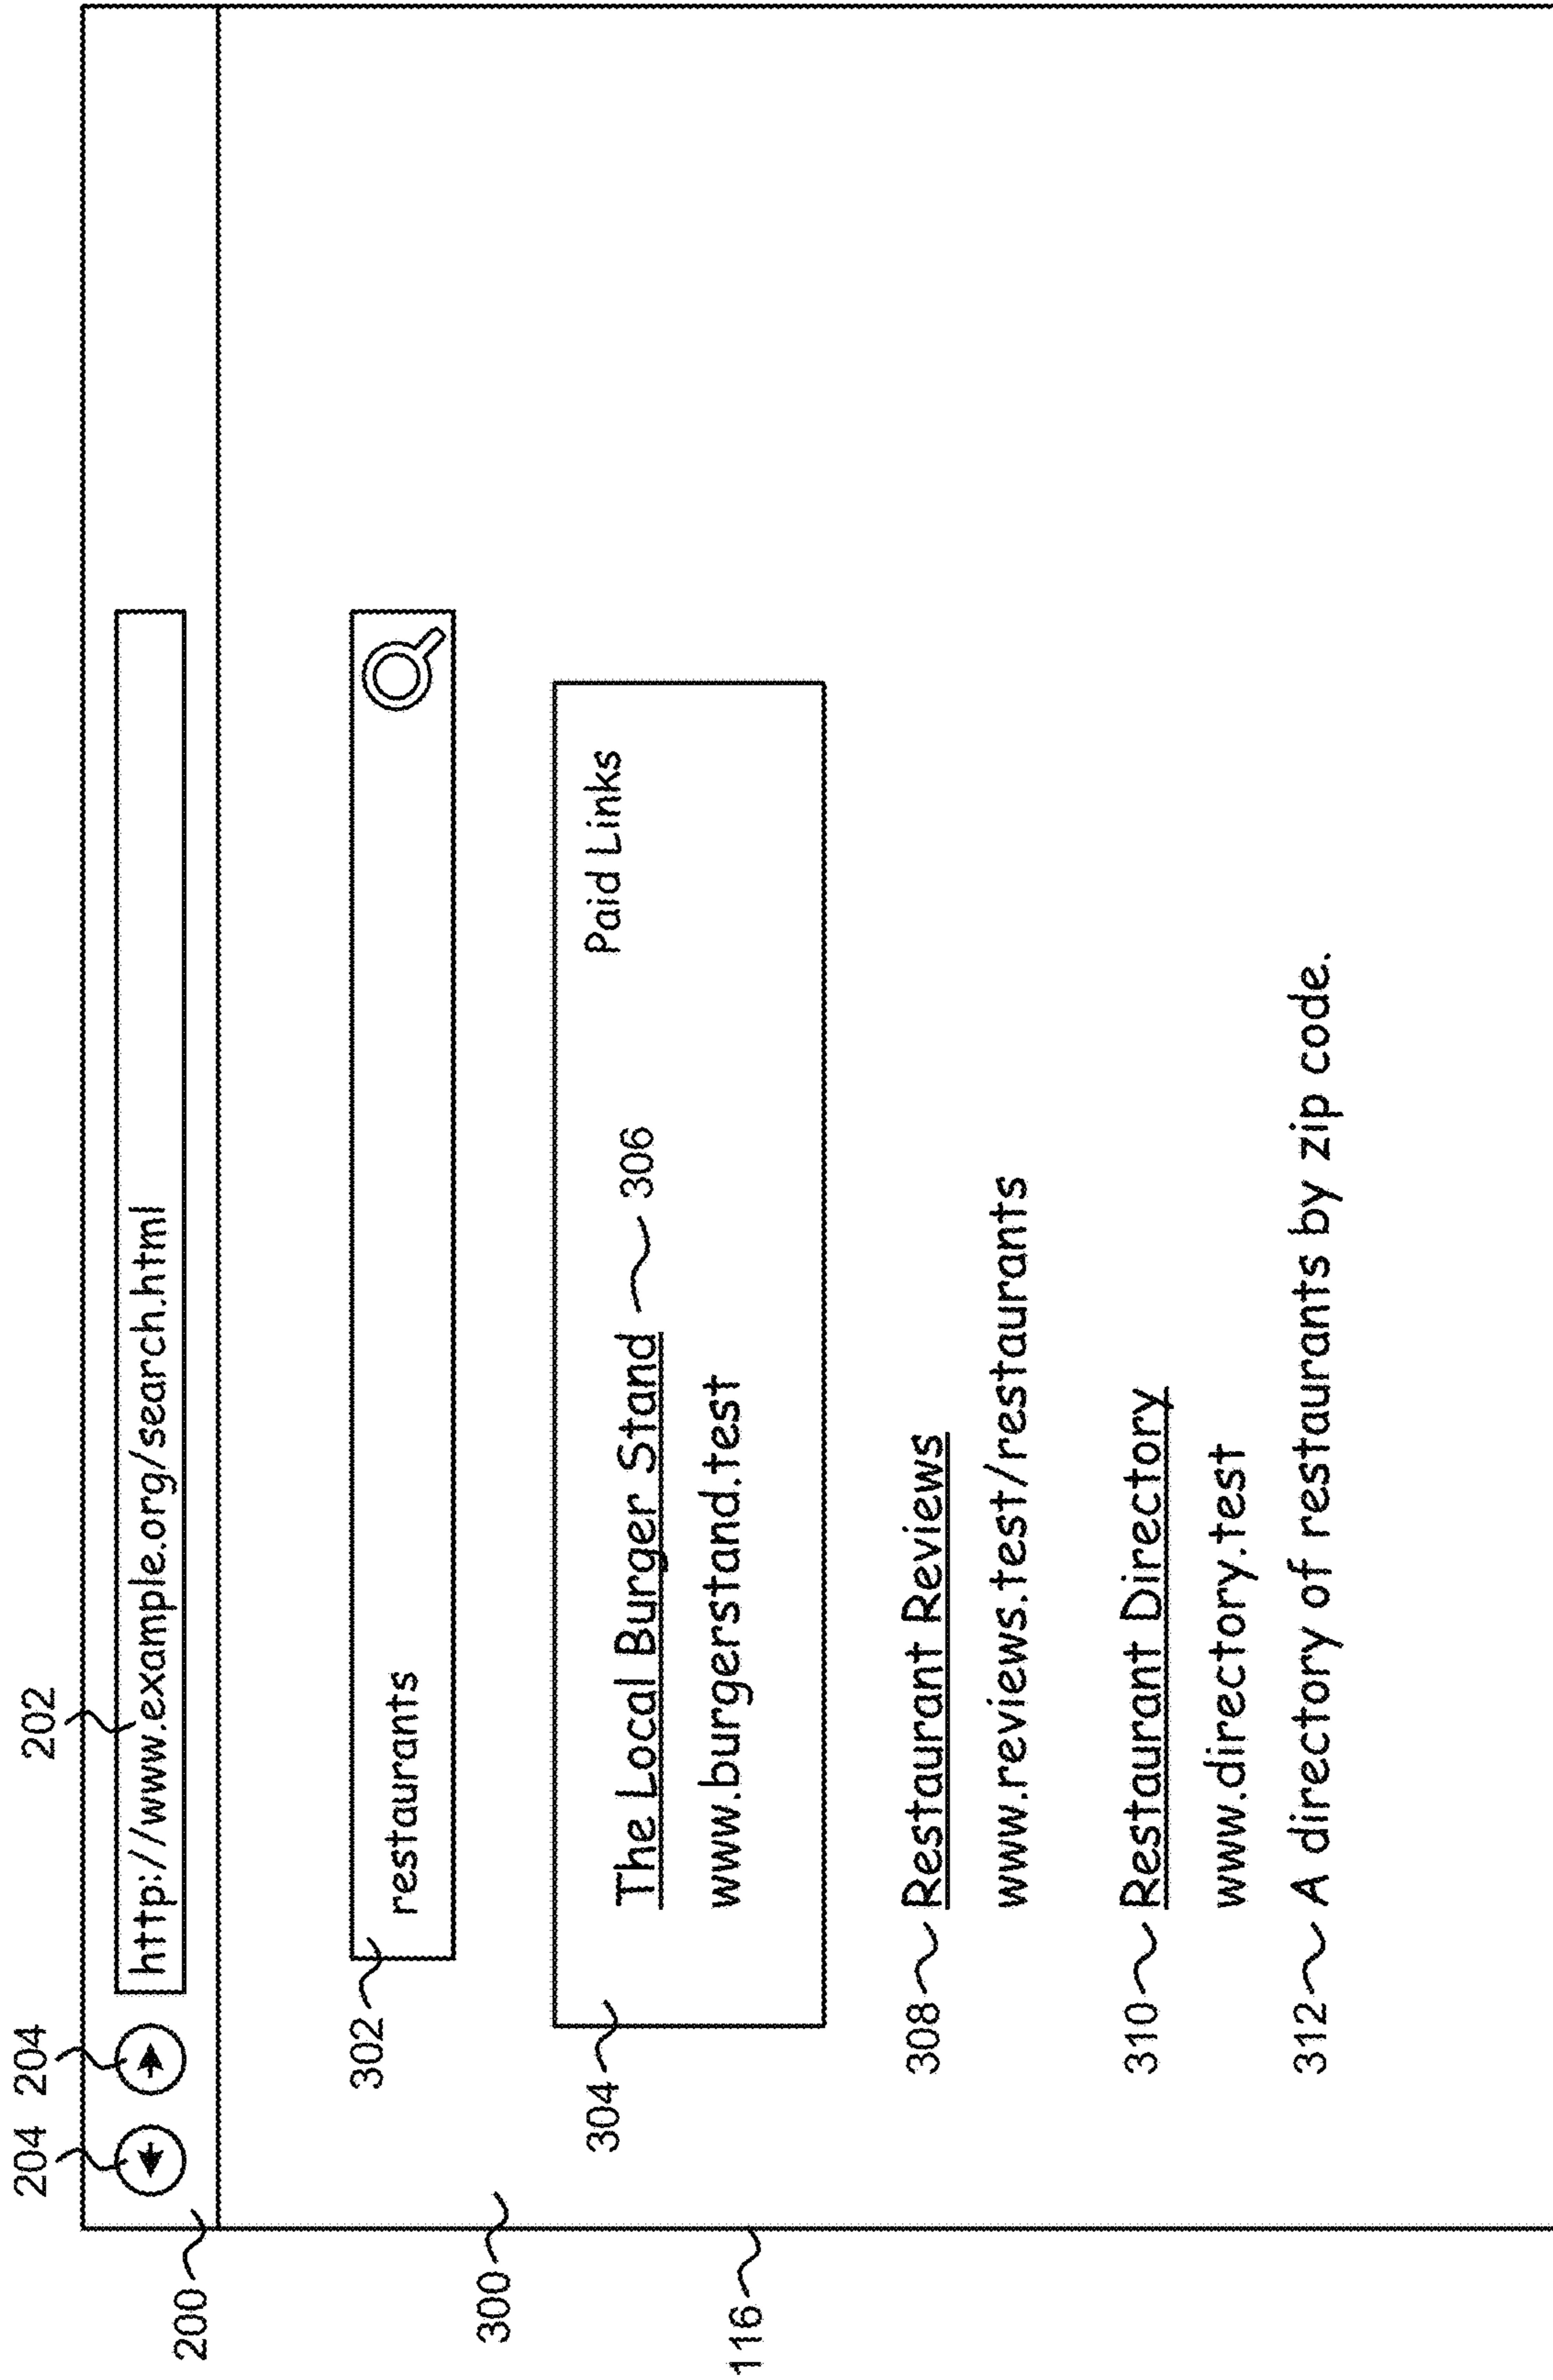 204 204 202
http://www.example.org/search.html
200
302
restaurants
300
304
Paid Links
The Local Burger Stand 306
www.burgerstand.test
116
308 Restaurant Reviews
www.reviews.test/restaurants
310 Restaurant Directory
www.directory.test
312 A directory of restaurants by zip code.